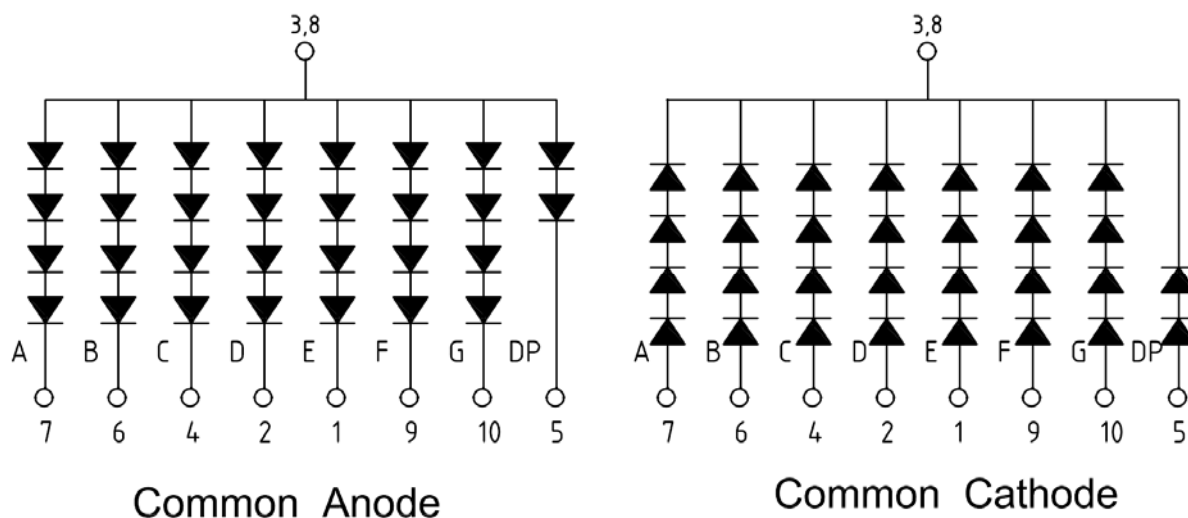 3,8 3,8
A B C D E F G DP A B C D E F G DP
7 6 4 2 1 9 10 5 7 6 4 2 1 9 10 5
Common Anode Common Cathode